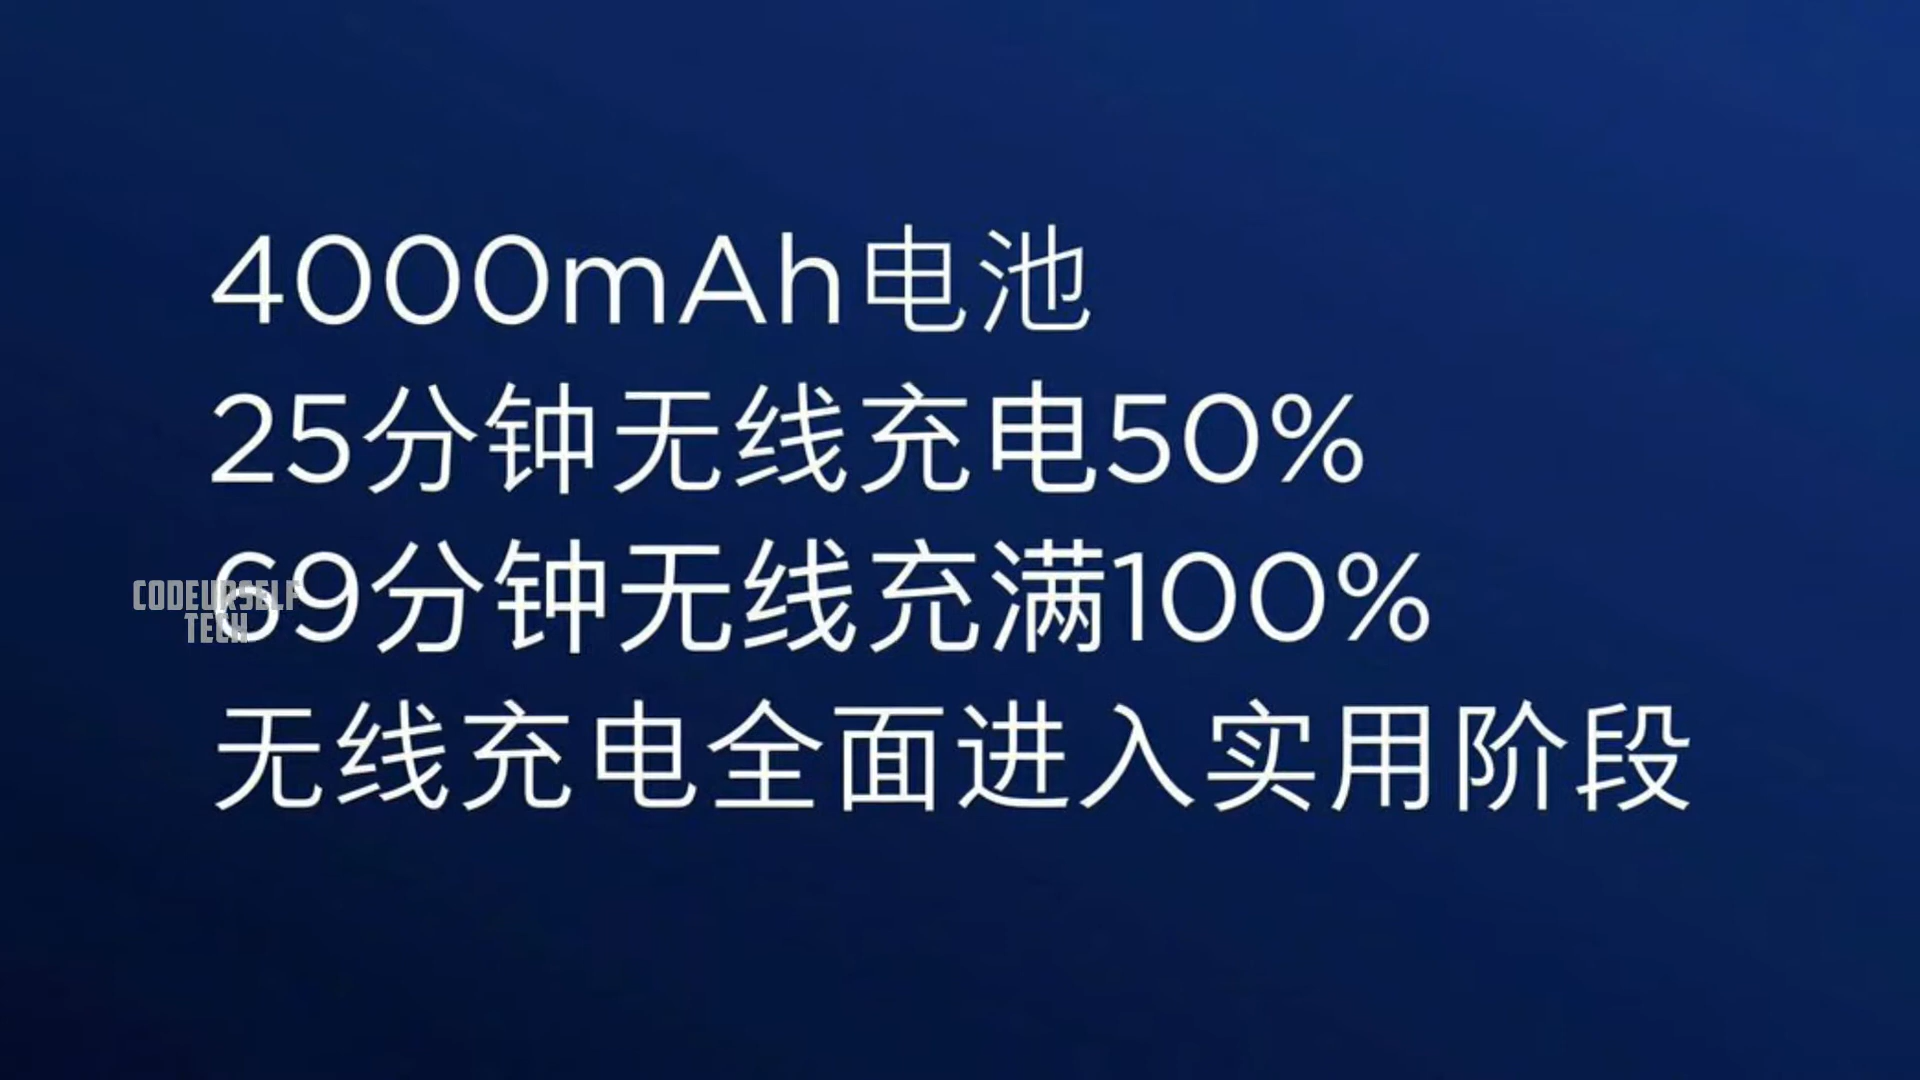 4000mAh电池
25分钟无线充电50%
69分钟无线充满100%
CODEURSELF
TECH
无线充电全面进入实用阶段